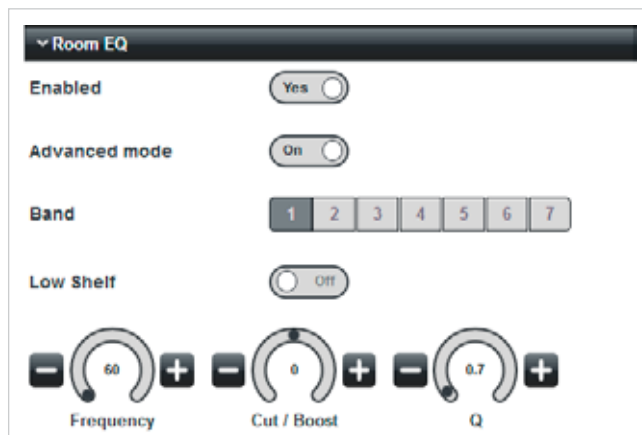 Room EQ
Enabled Yes
Advanced mode On
Band 1 2 3 4 5 6 7
Low Shelf Off
60 0 0.7
Frequency Cut / Boost Q